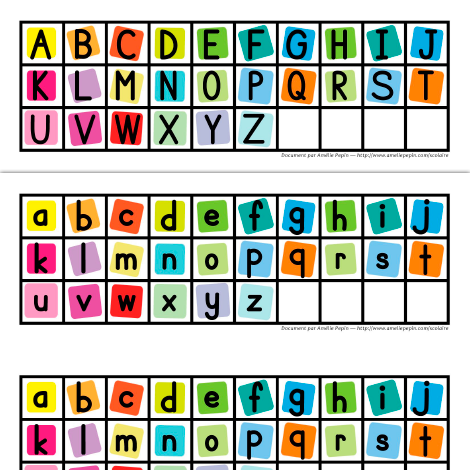 A B C D E F G H I J
K L M N O P Q R S T
U V W X Y Z
Document par Amélie Pepin — http://www.ameliepepin.com/scolaire
a b c d e f g h i j
k l m n o p q r s t
u v w x y z
Document par Amélie Pepin — http://www.ameliepepin.com/scolaire
a b c d e f g h i j
k l m n o p q r s t